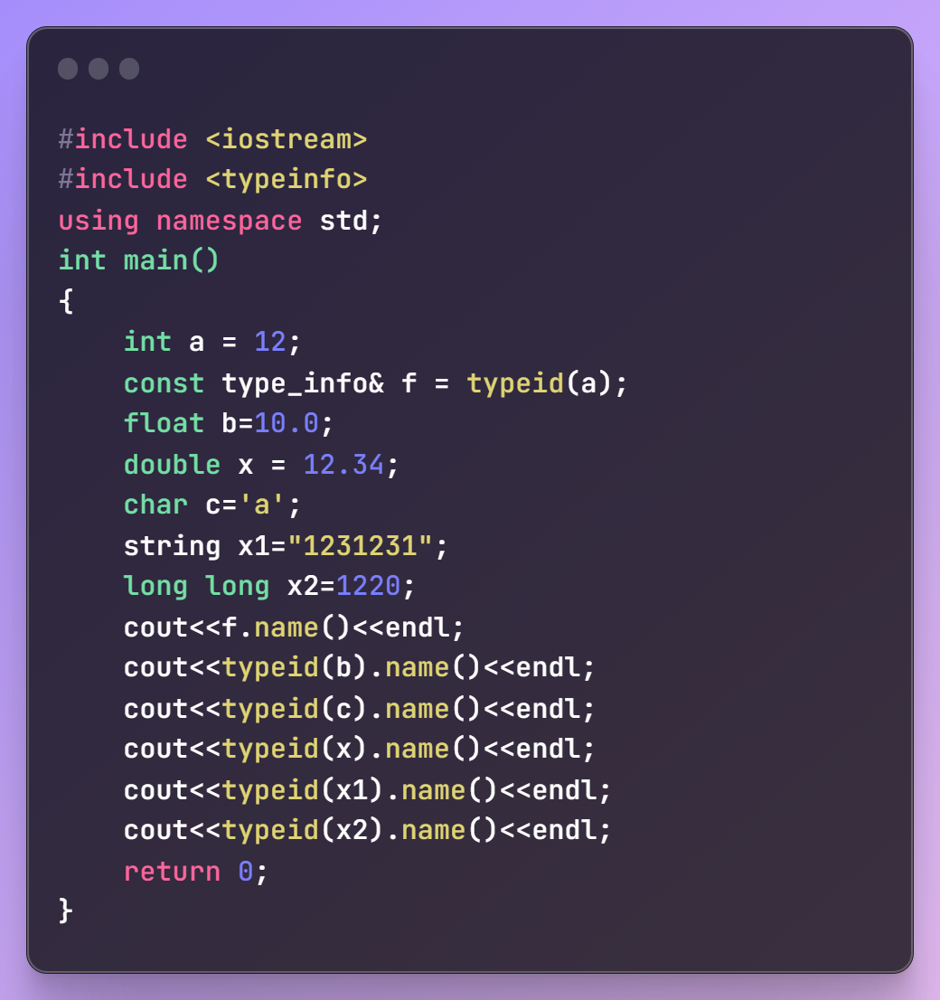 #include <iostream>
#include <typeinfo>
using namespace std;
int main()
{
    int a = 12;
    const type_info& f = typeid(a);
    float b=10.0;
    double x = 12.34;
    char c='a';
    string x1="1231231";
    long long x2=1220;
    cout<<f.name()<<endl;
    cout<<typeid(b).name()<<endl;
    cout<<typeid(c).name()<<endl;
    cout<<typeid(x).name()<<endl;
    cout<<typeid(x1).name()<<endl;
    cout<<typeid(x2).name()<<endl;
    return 0;
}